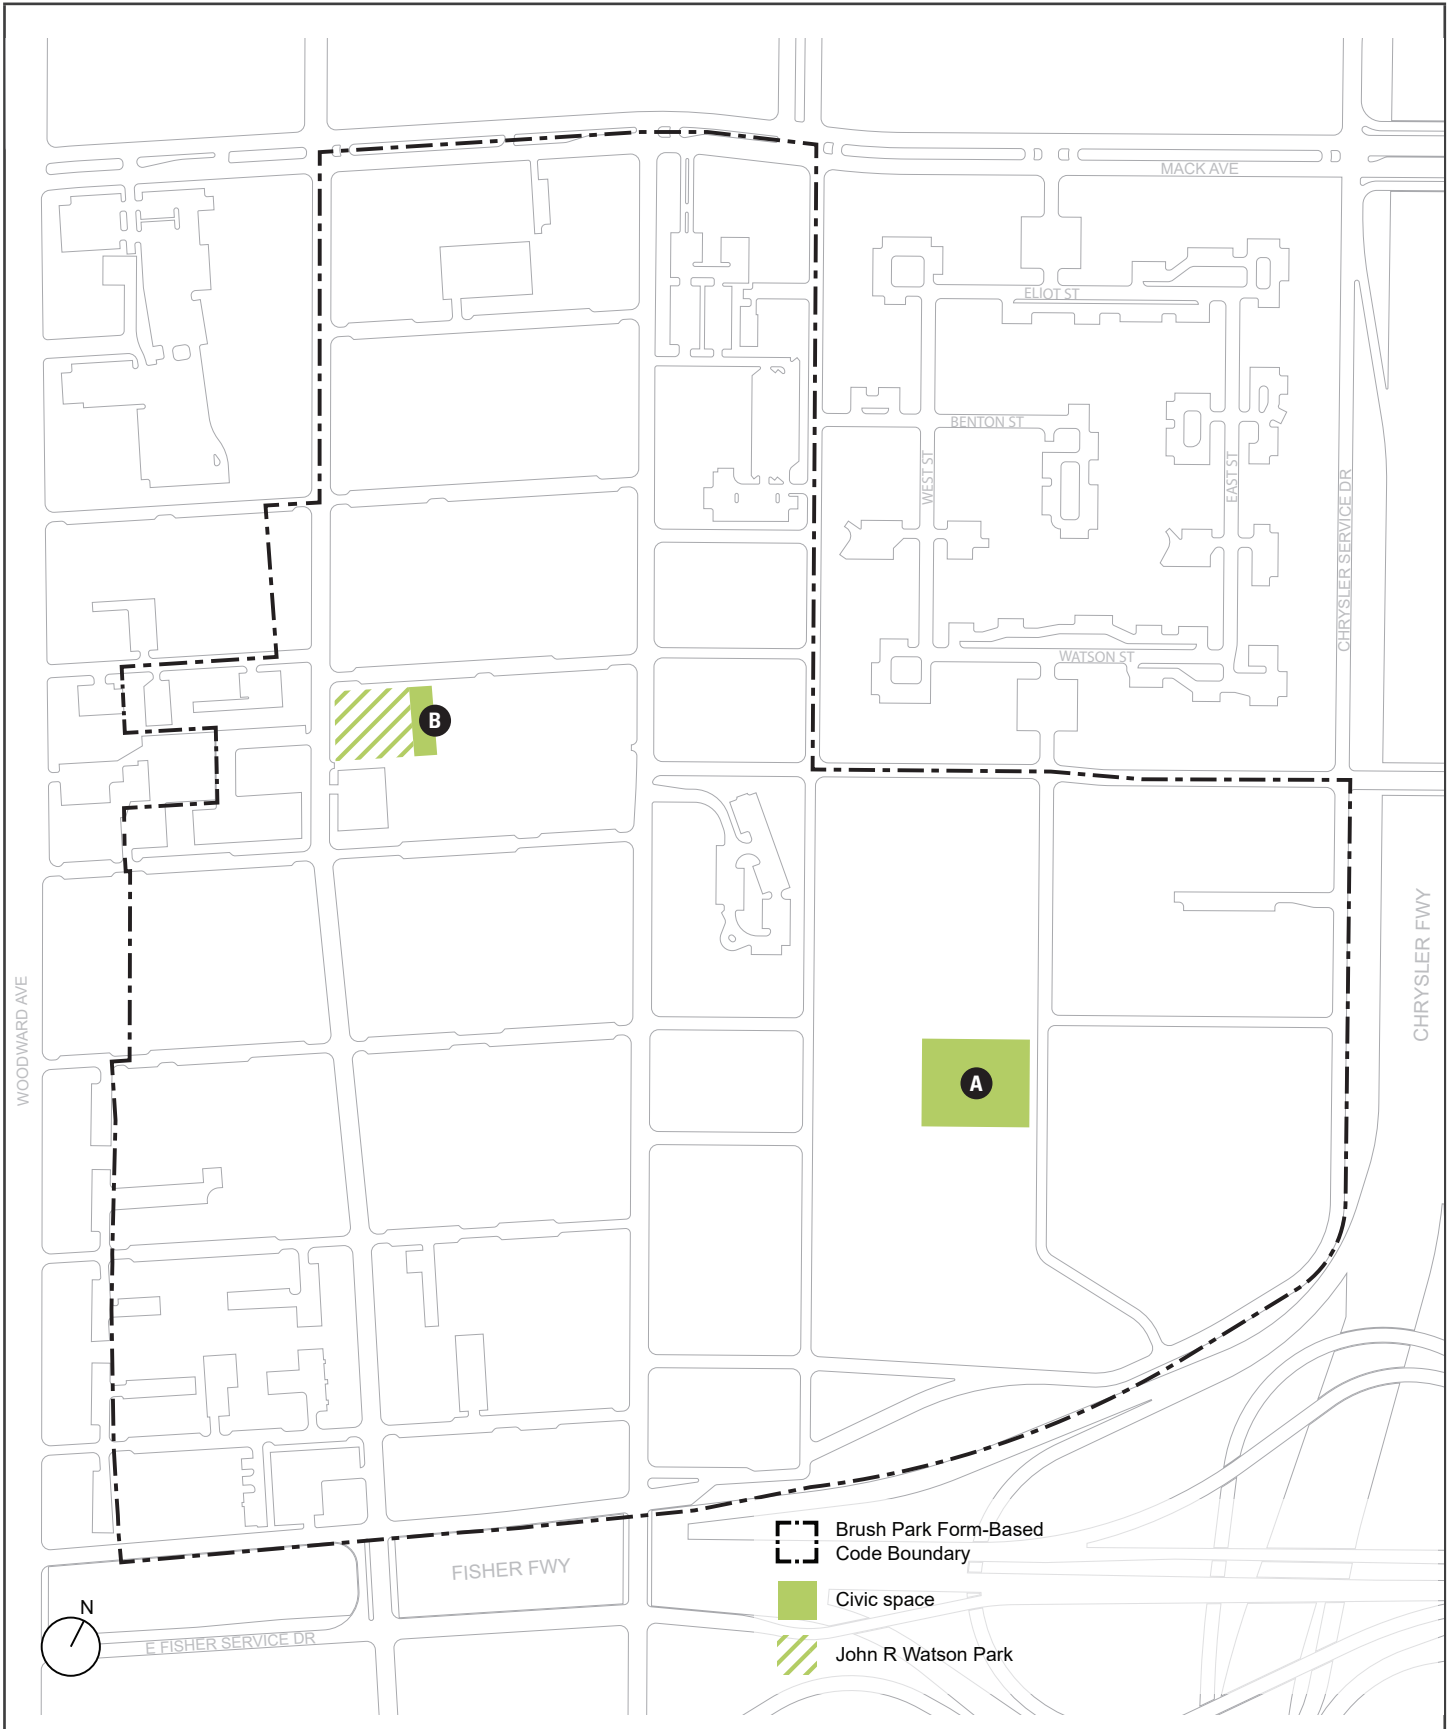 MACK AVE
ELIOT ST
BENTON ST
WEST ST
EAST ST
CHRYSLER SERVICE DR
WATSON ST
B
CHRYSLER FWY
WOODWARD AVE
A
Brush Park Form-Based
Code Boundary
FISHER FWY
Civic space
N
E FISHER SERVICE DR
John R Watson Park